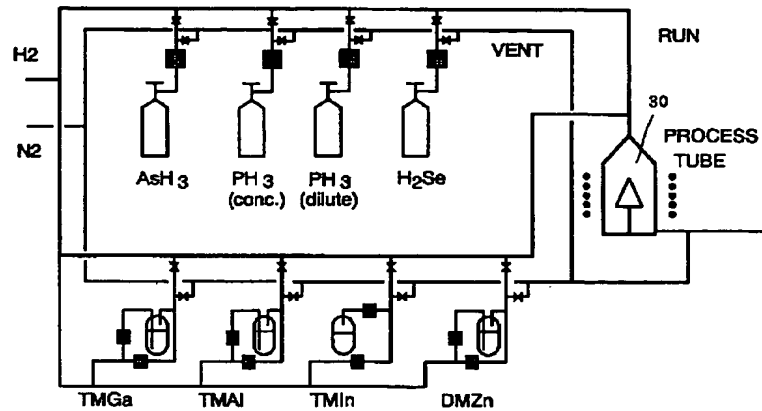 RUN
VENT
H2
N2
30
PROCESS
TUBE
AsH3
PH3
(conc.)
PH3
(dilute)
H2Se
TMGa
TMAl
TMIn
DMZn